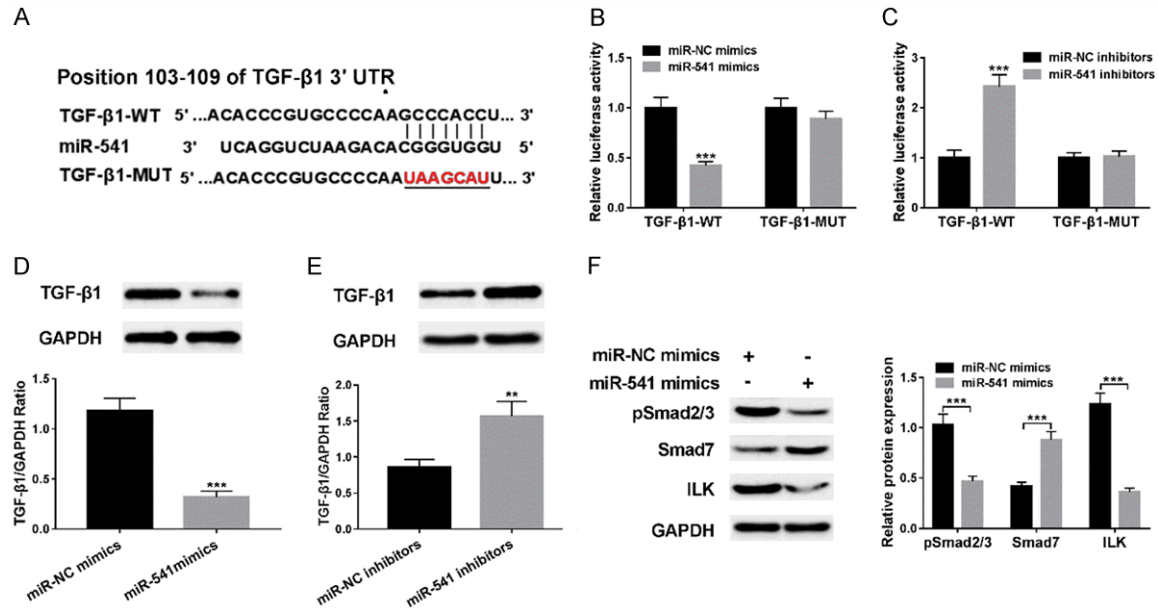 A
Position 103-109 of TGF-β1 3' UTR
TGF-β1-WT 5' ...ACACCCGUGCCCCAAGCCCACCU... 3'
miR-541 3' UCAGGUCUAAGACACGGGUGGU 5'
TGF-β1-MUT 5' ...ACACCCGUGCCCCAAUAAGCAUU... 3'
B
Relative luciferase activity
1.5
1.0
0.5
0.0
miR-NC mimics
miR-541 mimics
***
TGF-β1-WT
TGF-β1-MUT
C
Relative luciferase activity
3
2
1
0
miR-NC inhibitors
miR-541 inhibitors
***
TGF-β1-WT
TGF-β1-MUT
D
TGF-β1
GAPDH
TGF-β1/GAPDH Ratio
1.5
1.0
0.5
0.0
***
miR-NC mimics
miR-541mimics
E
TGF-β1
GAPDH
TGF-β1/GAPDH Ratio
2.0
1.5
1.0
0.5
0.0
**
miR-NC inhibitors
miR-541 inhibitors
F
miR-NC mimics + -
miR-541 mimics - +
pSmad2/3
Smad7
ILK
GAPDH
Relative protein expression
1.5
1.0
0.5
0.0
miR-NC mimics
miR-541 mimics
***
***
***
pSmad2/3
Smad7
ILK